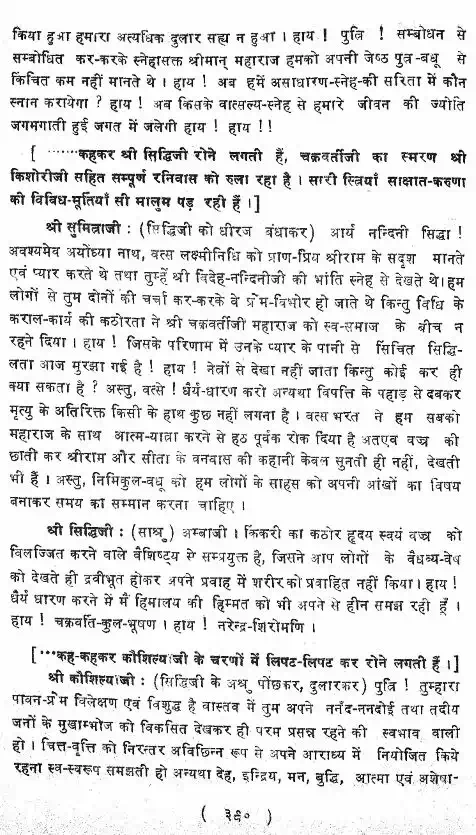 किया हुआ हमारा अत्यधिक दुलार सह्य न हुआ । हाय ! पुत्रि ! सम्बोधन से
सम्बोधित कर-करके स्नेहासक्त श्रीमान् महाराज हमको अपनी जेष्ठ पुत्र-बधू से
किंचित कम नहीं मानते थे । हाय ! अब हमें असाधारण-स्नेह-की सरिता में कौन
स्नान करायेगा ? हाय ! अब किसके वात्सल्य-स्नेह से हमारे जीवन की ज्योति
जगमगाती हुई जगत में जलेगी हाय ! हाय !!
[ ·······कहकर श्री सिद्धिजी रोने लगती हैं, चक्रवर्तीजी का स्मरण श्री
किशोरीजी सहित सम्पूर्ण रनिवास को रुला रहा है । सारी स्त्रियां साक्षात-करुणा
की विविध-मूर्तियाँ सी मालुम पड़ रही हैं ।]
श्री सुमित्राजी : (सिद्धिजी को धीरज बंधाकर) आर्य नन्दिनी सिद्धा !
अवश्यमेव अयोध्या नाथ, वत्स लक्ष्मीनिधि को प्राण-प्रिय श्रीराम के सदृश मानते
एवं प्यार करते थे तथा तुम्हें श्री विदेह-नन्दिनीजी की भांति स्नेह से देखते थे । हम
लोगों से तुम दोनों की चर्चा कर-करके वे प्रेम-विभोर हो जाते थे किन्तु विधि के
कराल-कार्य की कठोरता ने श्री चक्रवर्तीजी महाराज को स्व-समाज के बीच न
रहने दिया । हाय ! जिसके परिणाम में उनके प्यार के पानी से सिंचित सिद्धि-
लता आज मुरझा गई है ! हाय ! नेत्रों से देखा नहीं जाता किन्तु कोई कर ही
क्या सकता है ? अस्तु, वत्से ! धैर्य-धारण करो अन्यथा विपत्ति के पहाड़ से दबकर
मृत्यु के अतिरिक्त किसी के हाथ कुछ नहीं लगना है । वत्स भरत ने हम सबको
महाराज के साथ आत्म-यात्रा करने से हठ पूर्वक रोक दिया है अतएव वज्र की
छाती कर श्रीराम और सीता के वनवास की कहानी केवल सुनती ही नहीं, देखती
भी हैं । अस्तु, निमिकुल-वधू को हम लोगों के साहस को अपनी आंखों का विषय
बनाकर समय का सम्मान करना चाहिए ।
श्री सिद्धिजी : (साश्रु) अम्बाजी । किंकरी का कठोर हृदय स्वयं वज्र को
विलज्जित करने वाले वैशिष्ट्य से सम्प्रयुक्त है, जिसने आप लोगों के वैधव्य-वेष
को देखते ही द्रवीभुत होकर अपने प्रवाह में शरीर को प्रवाहित नहीं किया । हाय !
धैर्य धारण करने में मैं हिमालय की हिम्मत को भी अपने से हीन समझ रही हूँ ।
हाय ! चक्रवर्ति-कुल-भूषण । हाय ! नरेन्द्र-शिरोमणि ।
[···कह-कहकर कौशिल्याजी के चरणों में लिपट-लिपट कर रोने लगती हैं ।]
श्री कौशिल्याजी : (सिद्धिजी के अश्रु पोंछकर, दुलारकर) पुत्रि ! तुम्हारा
पावन-प्रेम विलेक्षण एवं विशुद्ध है वास्तव में तुम अपने ननँद-ननदोई तथा तदीय
जनों के मुखाम्भोज को विकसित देखकर ही परम प्रसन्न रहने की स्वभाव वाली
हो । चित्त-वृत्ति को निरन्तर अविछिन्न रूप से अपने आराध्य में नियोजित किये
रहना स्व-स्वरूप समझती हो अन्यथा देह, इन्द्रिय, मन, बुद्धि, आत्मा एवं अशेषा-
( ३६० )